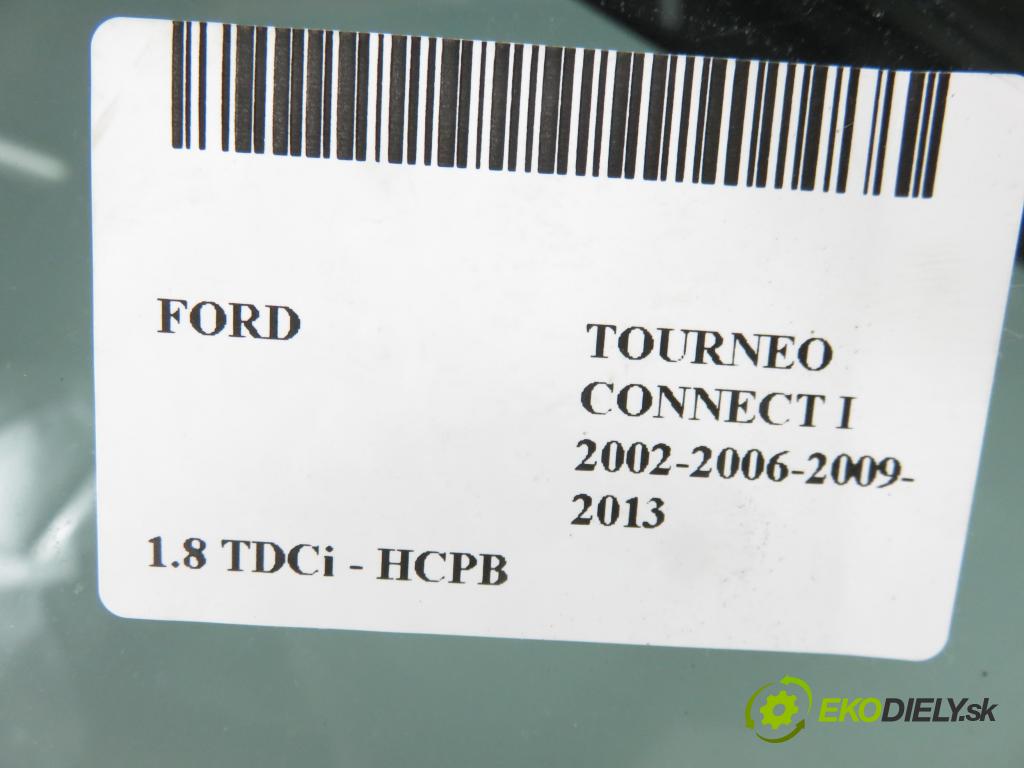 FORD
TOURNEO
CONNECT I
2002-2006-2009-
2013
1.8 TDCi - HCPB
EKODIELY.sk